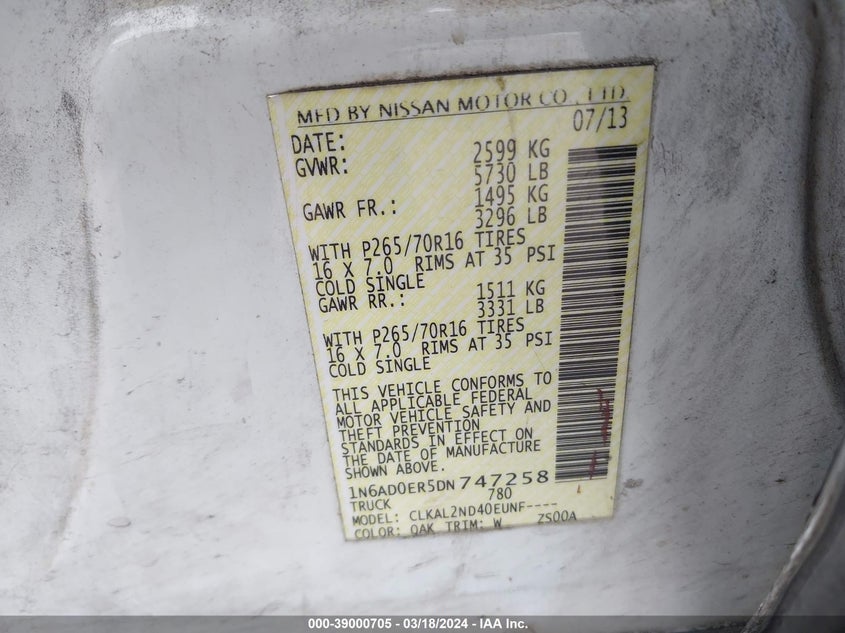 MFD BY NISSAN MOTOR CO., LTD.
DATE: 07/13
GVWR: 2599 KG
5730 LB
GAWR FR.: 1495 KG
3296 LB
WITH P265/70R16 TIRES
16 X 7.0 RIMS AT 35 PSI
COLD SINGLE
GAWR RR.: 1511 KG
3331 LB
WITH P265/70R16 TIRES
16 X 7.0 RIMS AT 35 PSI
COLD SINGLE
THIS VEHICLE CONFORMS TO
ALL APPLICABLE FEDERAL
MOTOR VEHICLE SAFETY AND
THEFT PREVENTION
STANDARDS IN EFFECT ON
THE DATE OF MANUFACTURE
SHOWN ABOVE.
1N6AD0ER5DN747258
TRUCK 780
MODEL: CLKAL2ND40EUNF----
COLOR: QAK TRIM: W ZS00A
000-39000705 - 03/18/2024 - IAA Inc.